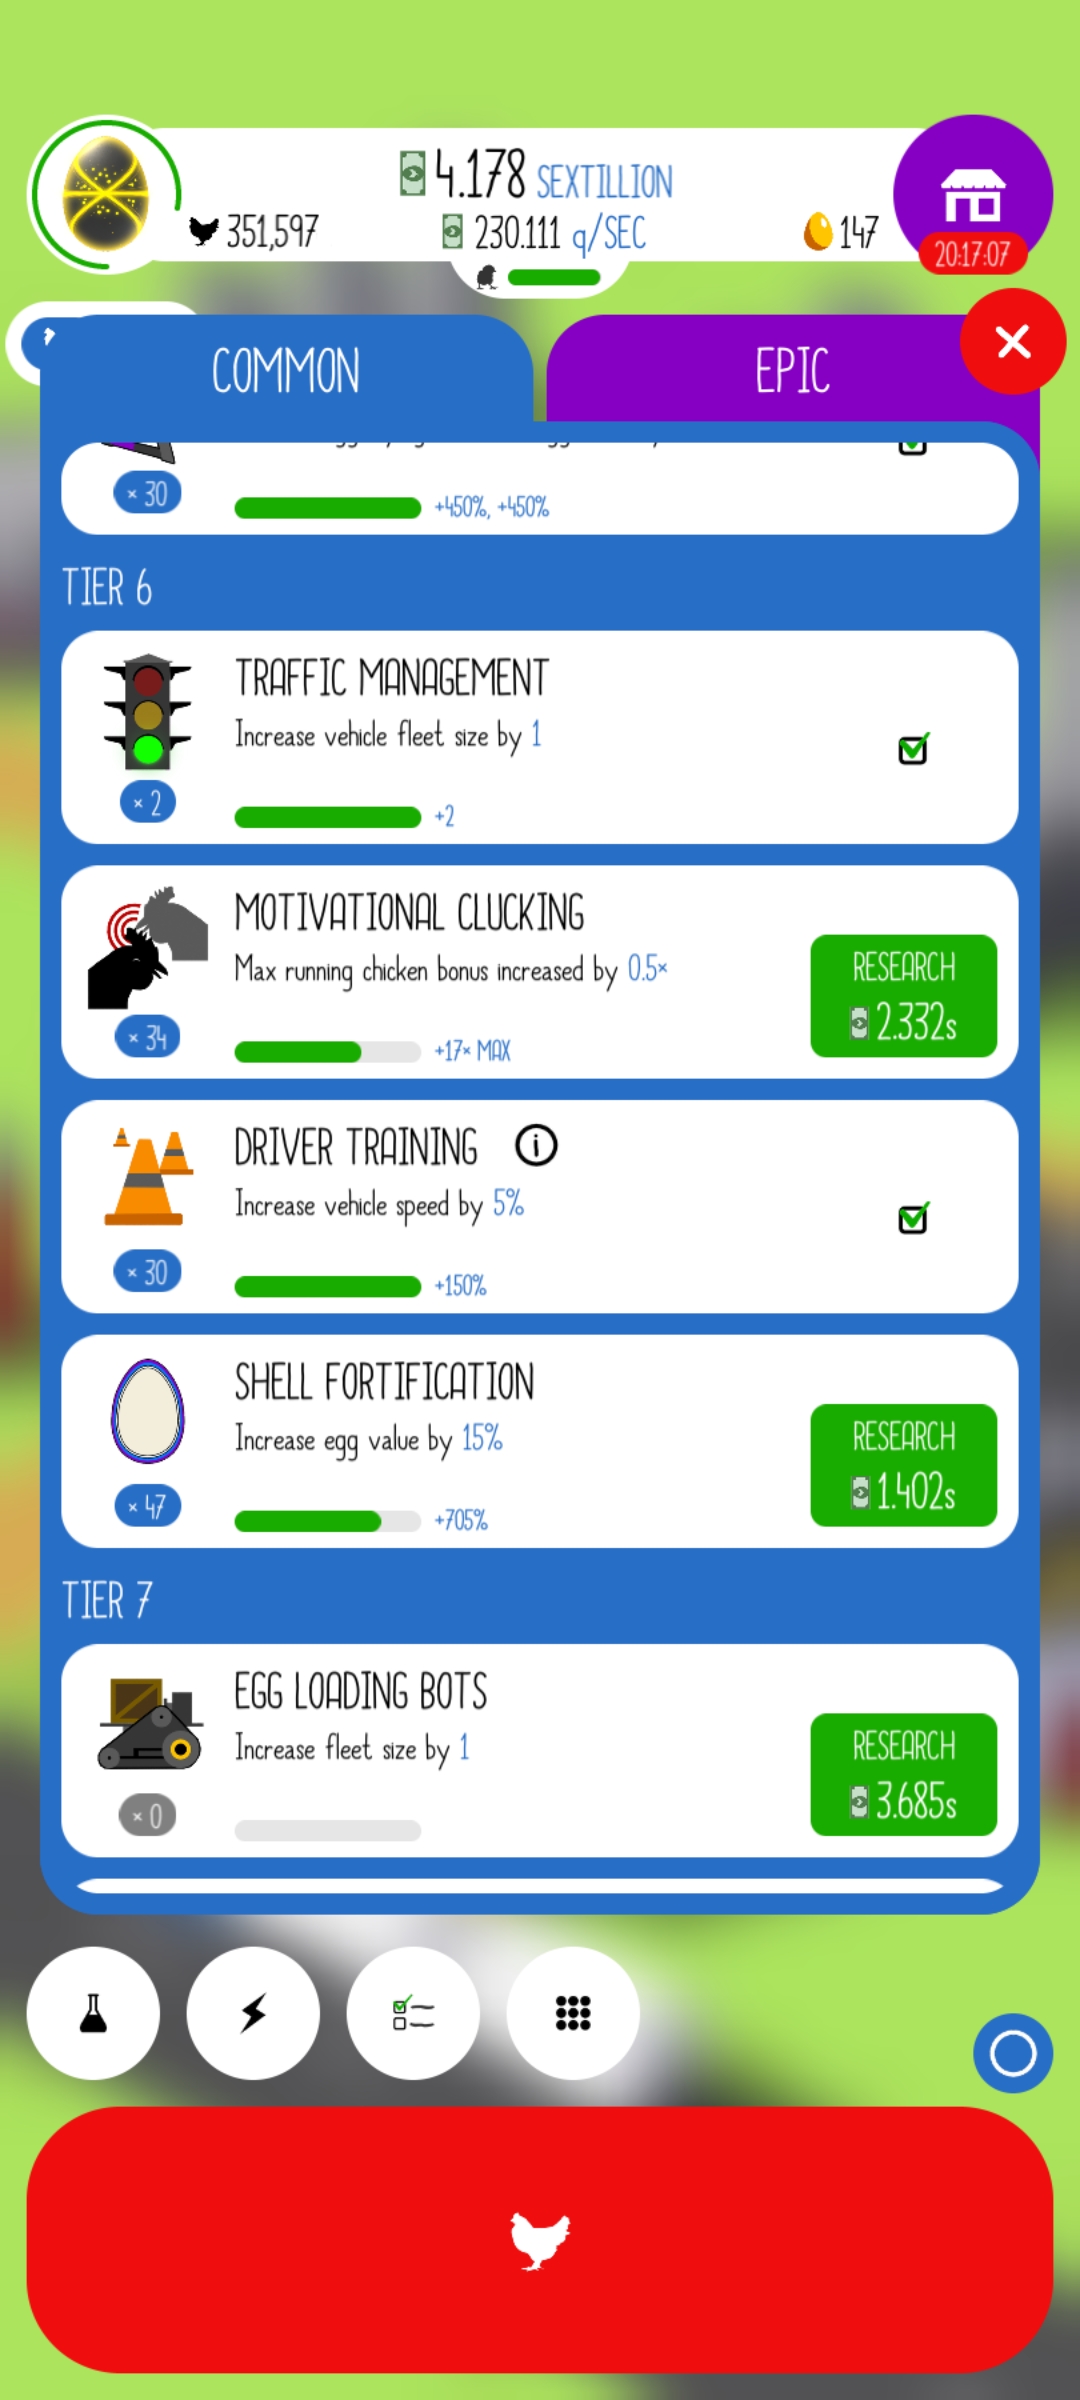 4.178 SEXTILLION
351,597
230.111 q/SEC
147
20:17:07
COMMON
EPIC
× 30
+450%, +450%
TIER 6
TRAFFIC MANAGEMENT
Increase vehicle fleet size by 1
× 2
+2
MOTIVATIONAL CLUCKING
Max running chicken bonus increased by 0.5×
RESEARCH
2.332s
× 34
+17× MAX
DRIVER TRAINING
Increase vehicle speed by 5%
× 30
+150%
SHELL FORTIFICATION
Increase egg value by 15%
RESEARCH
1.402s
× 47
+705%
TIER 7
EGG LOADING BOTS
Increase fleet size by 1
RESEARCH
3.685s
× 0